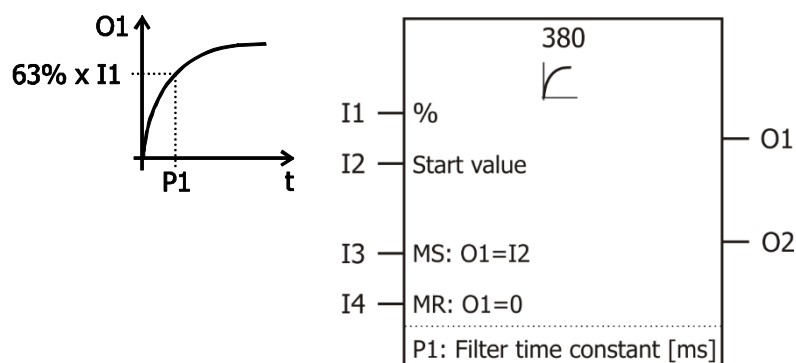 O1
63% x I1
P1
t
380
I1
%
I2
Start value
I3
MS: O1=I2
I4
MR: O1=0
O1
O2
P1: Filter time constant [ms]